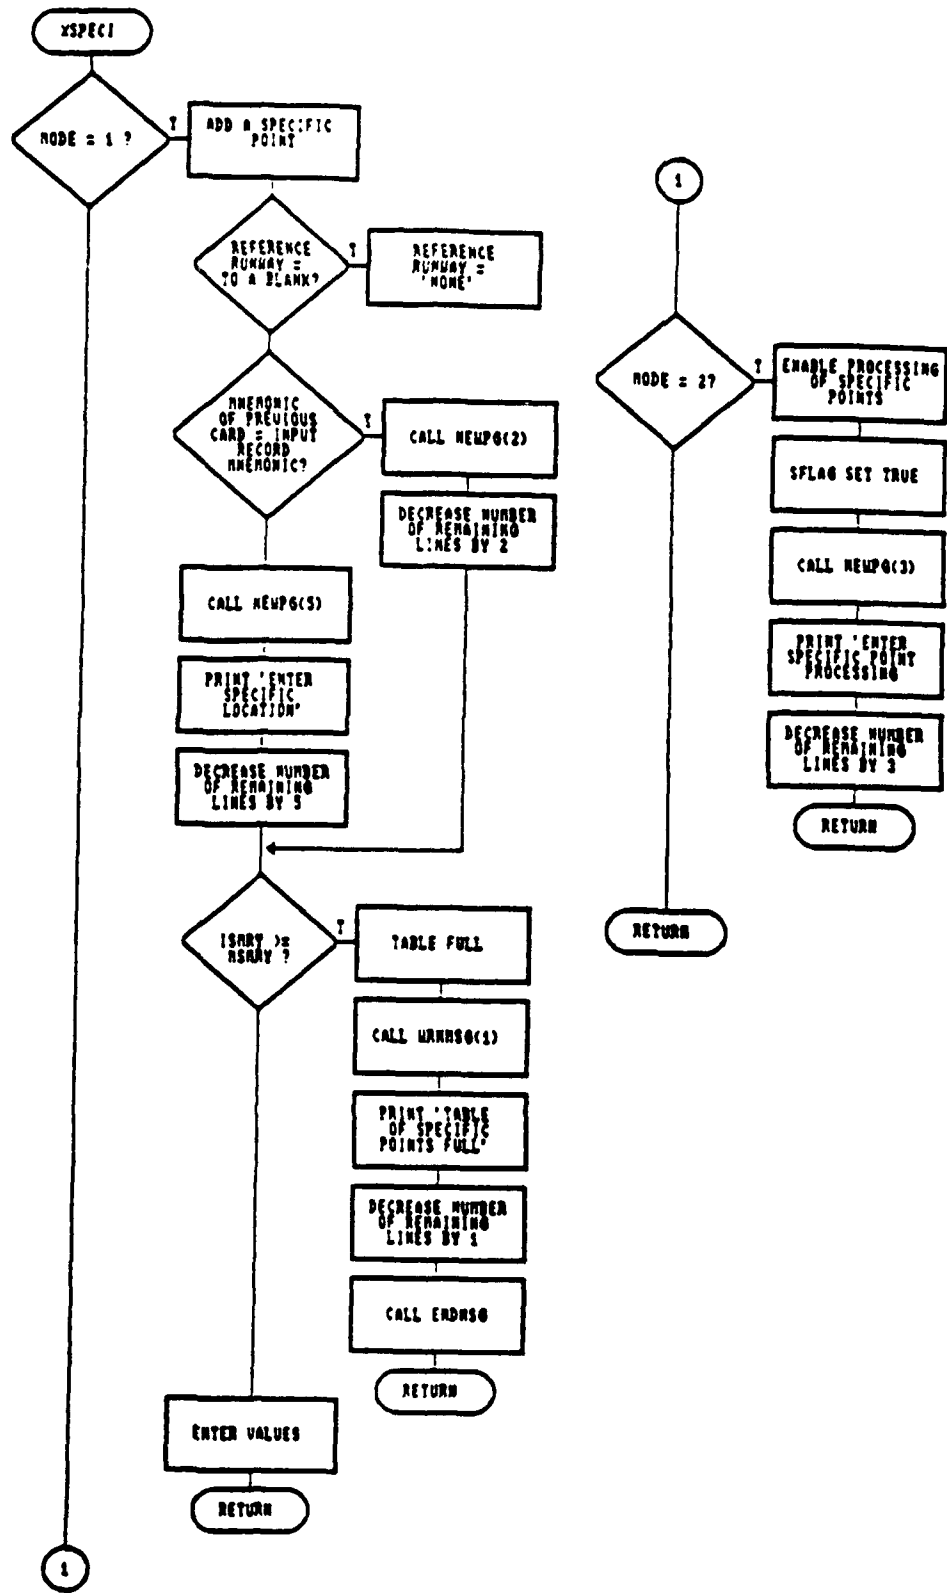 XSPECI
MODE = 1 ?
T
ADD A SPECIFIC
POINT
REFERENCE
RUNWAY =
TO A BLANK?
T
REFERENCE
RUNWAY =
'NONE'
MNEMONIC
OF PREVIOUS
CARD = INPUT
RECORD
MNEMONIC?
T
CALL NEWPG(2)
DECREASE NUMBER
OF REMAINING
LINES BY 2
CALL NEWPG(5)
PRINT 'ENTER
SPECIFIC
LOCATION'
DECREASE NUMBER
OF REMAINING
LINES BY 5
ISMRY >=
MSMRY ?
T
TABLE FULL
CALL WRNMSG(1)
PRINT 'TABLE
OF SPECIFIC
POINTS FULL'
DECREASE NUMBER
OF REMAINING
LINES BY 1
CALL ENDMSG
RETURN
ENTER VALUES
RETURN
1
1
MODE = 2?
T
ENABLE PROCESSING
OF SPECIFIC
POINTS
SFLAG SET TRUE
CALL NEWPG(3)
PRINT 'ENTER
SPECIFIC POINT
PROCESSING
DECREASE NUMBER
OF REMAINING
LINES BY 3
RETURN
RETURN